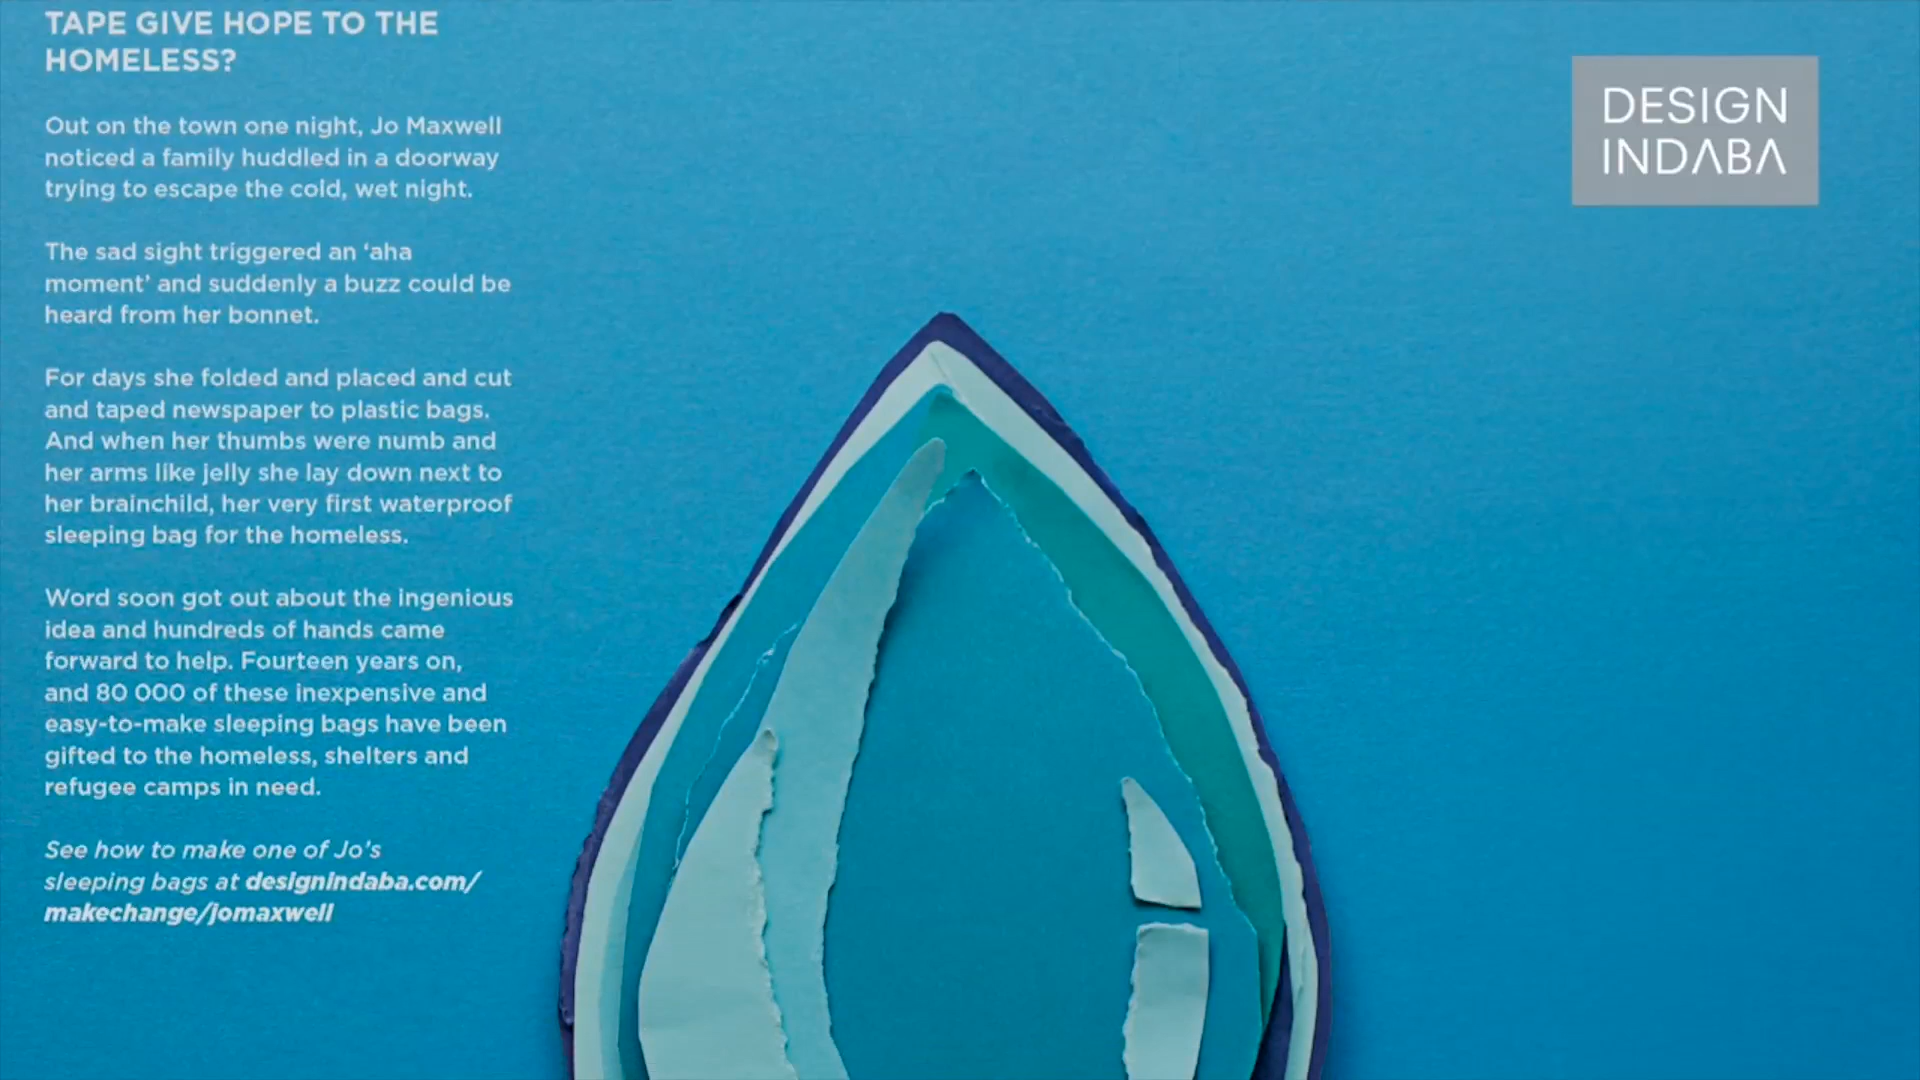 TAPE GIVE HOPE TO THE
HOMELESS?
Out on the town one night, Jo Maxwell
noticed a family huddled in a doorway
trying to escape the cold, wet night.
The sad sight triggered an ‘aha
moment’ and suddenly a buzz could be
heard from her bonnet.
For days she folded and placed and cut
and taped newspaper to plastic bags.
And when her thumbs were numb and
her arms like jelly she lay down next to
her brainchild, her very first waterproof
sleeping bag for the homeless.
Word soon got out about the ingenious
idea and hundreds of hands came
forward to help. Fourteen years on,
and 80 000 of these inexpensive and
easy-to-make sleeping bags have been
gifted to the homeless, shelters and
refugee camps in need.
See how to make one of Jo’s
sleeping bags at designindaba.com/
makechange/jomaxwell
DESIGN
INDABA